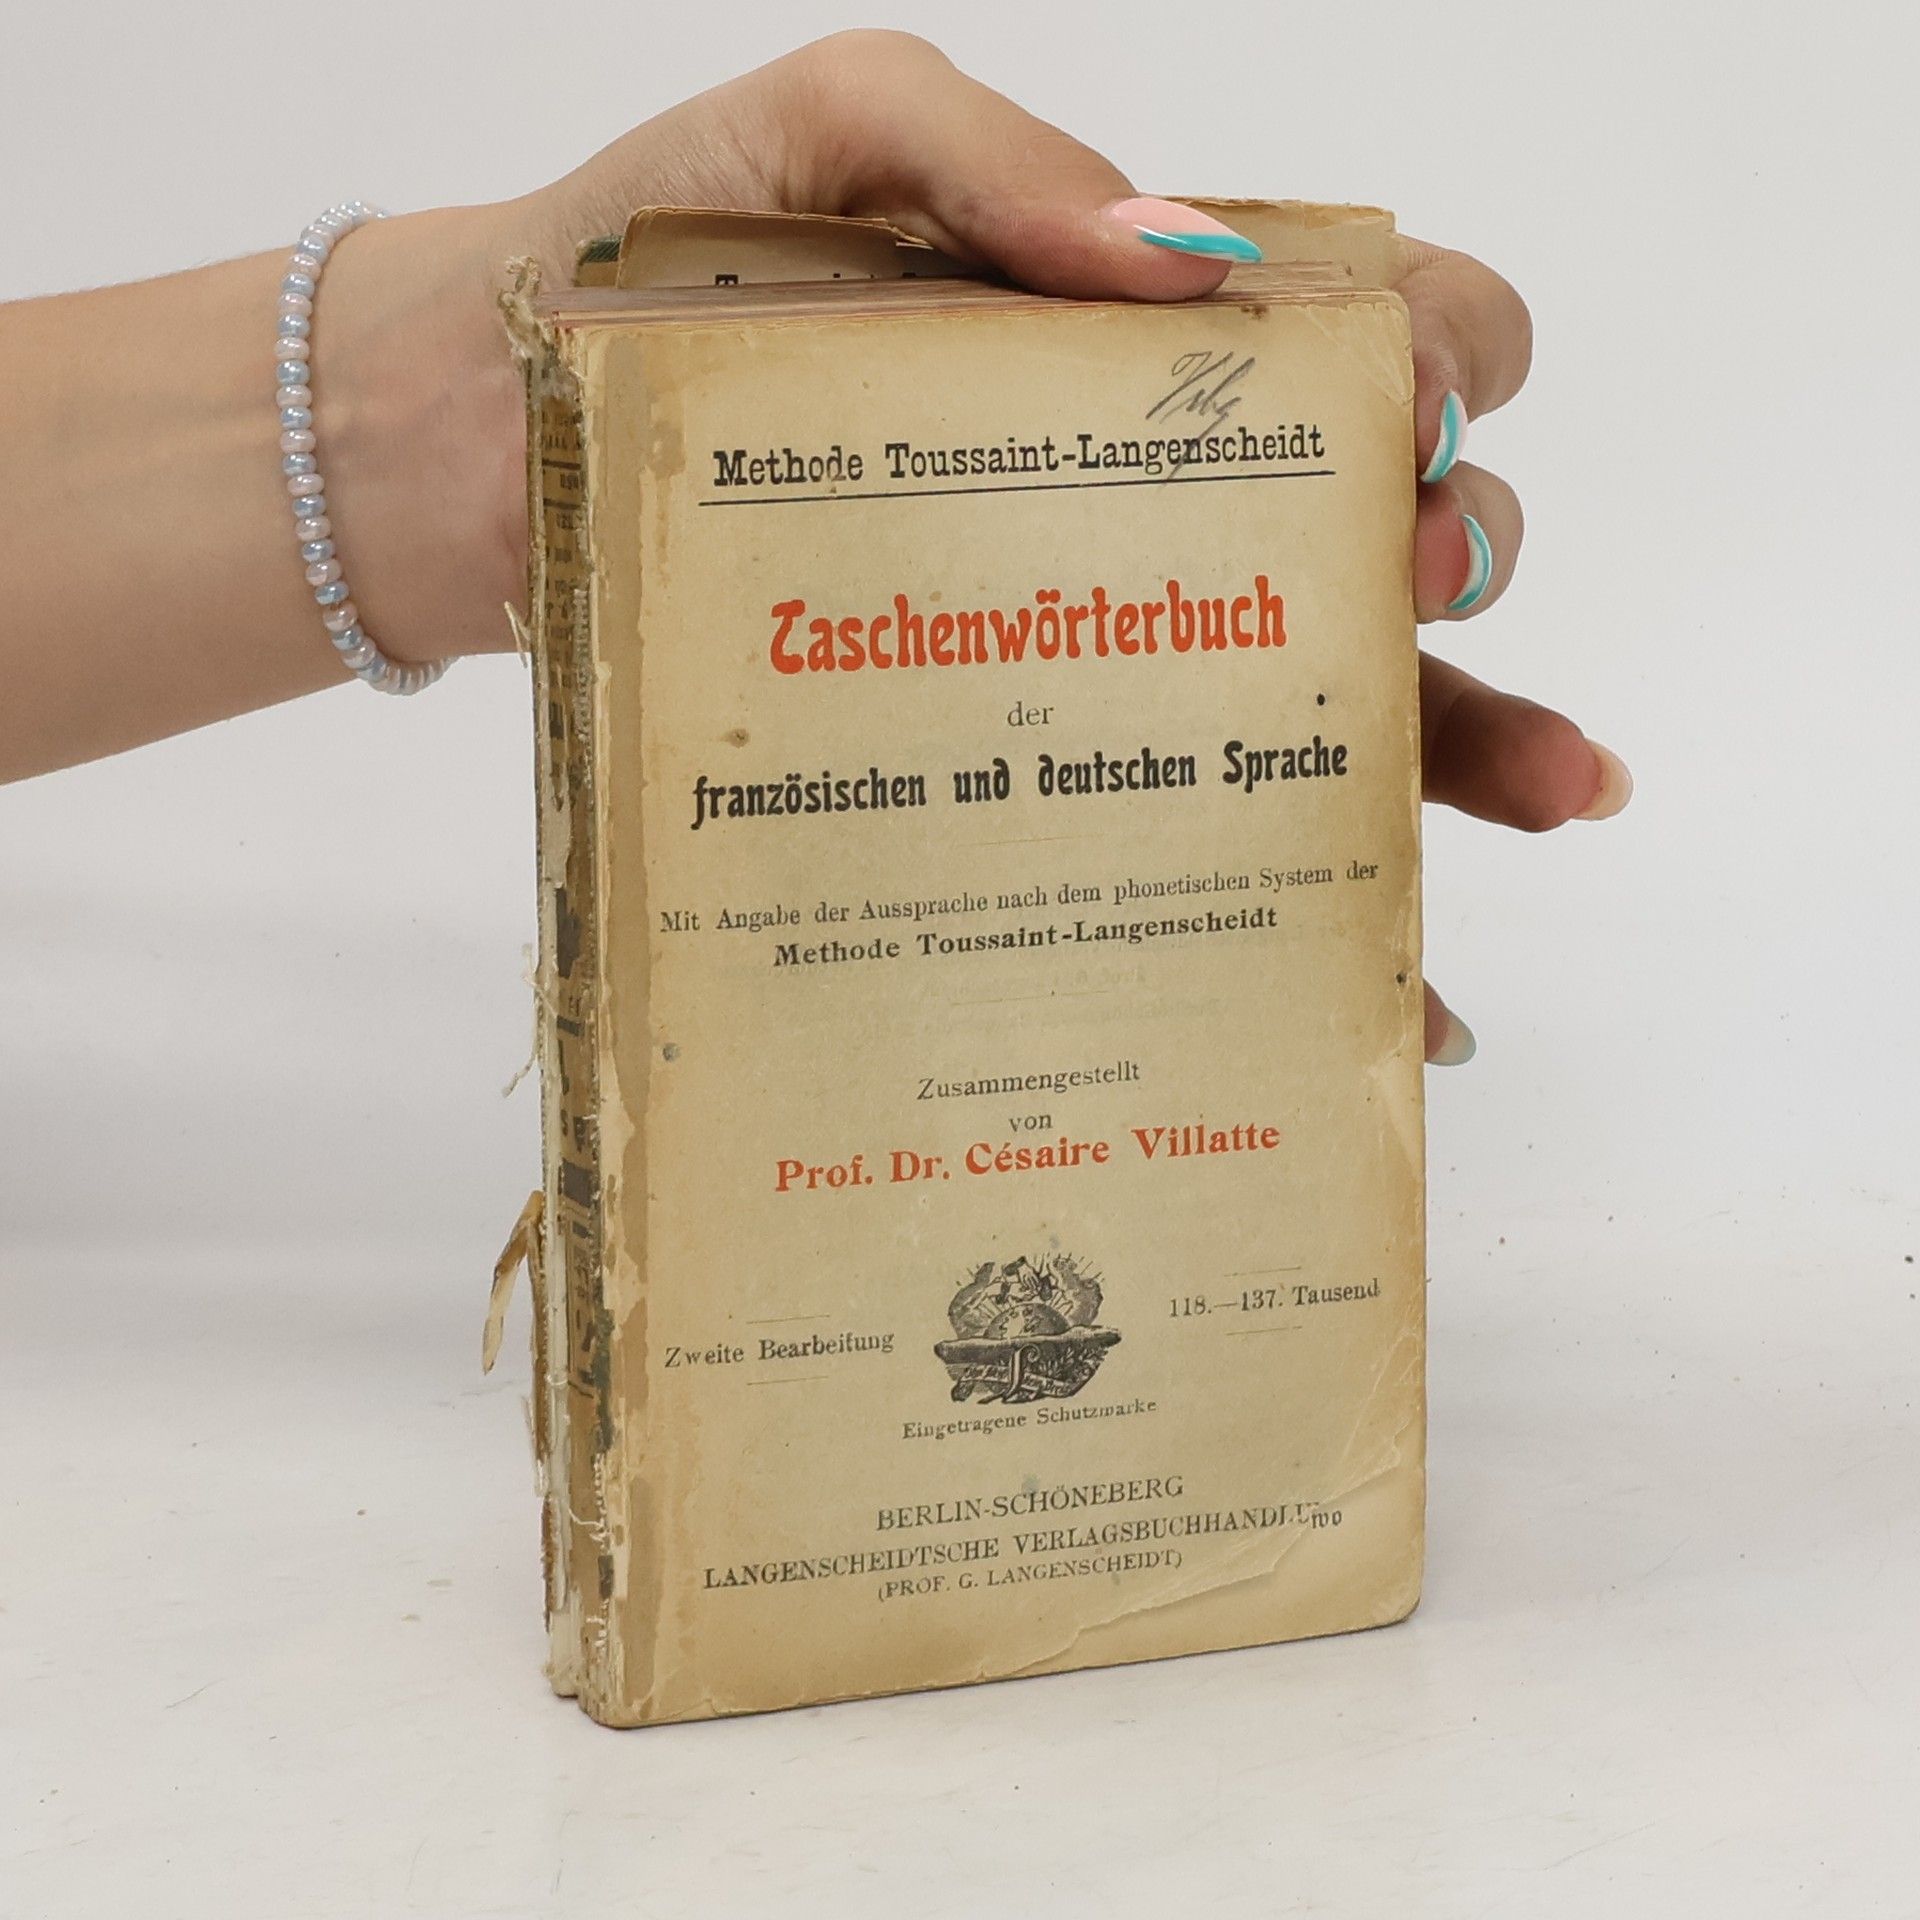 Methode Toussaint-Langenscheidt
Taschenwörterbuch
der
französischen und deutschen Sprache
Mit Angabe der Aussprache nach dem phonetischen System der
Methode Toussaint-Langenscheidt
Zusammengestellt
von
Prof. Dr. Césaire Villatte
Zweite Bearbeitung
118.—137. Tausend
Eingetragene Schutzmarke
BERLIN-SCHÖNEBERG
LANGENSCHEIDTSCHE
(PROF. G. LANGENSCHEIDT)